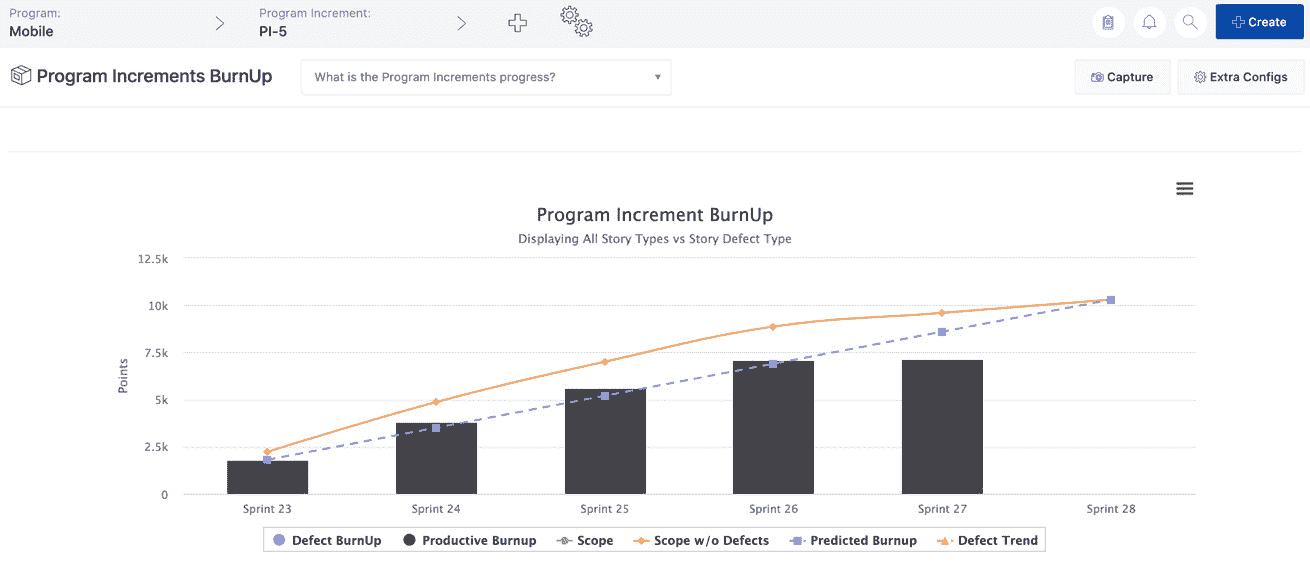 Program:
Mobile
Program Increment:
PI-5
Create
Program Increments BurnUp
What is the Program Increments progress?
Capture
Extra Configs
Program Increment BurnUp
Displaying All Story Types vs Story Defect Type
Points
12.5k
10k
7.5k
5k
2.5k
0
Sprint 23
Sprint 24
Sprint 25
Sprint 26
Sprint 27
Sprint 28
Defect BurnUp
Productive Burnup
Scope
Scope w/o Defects
Predicted Burnup
Defect Trend